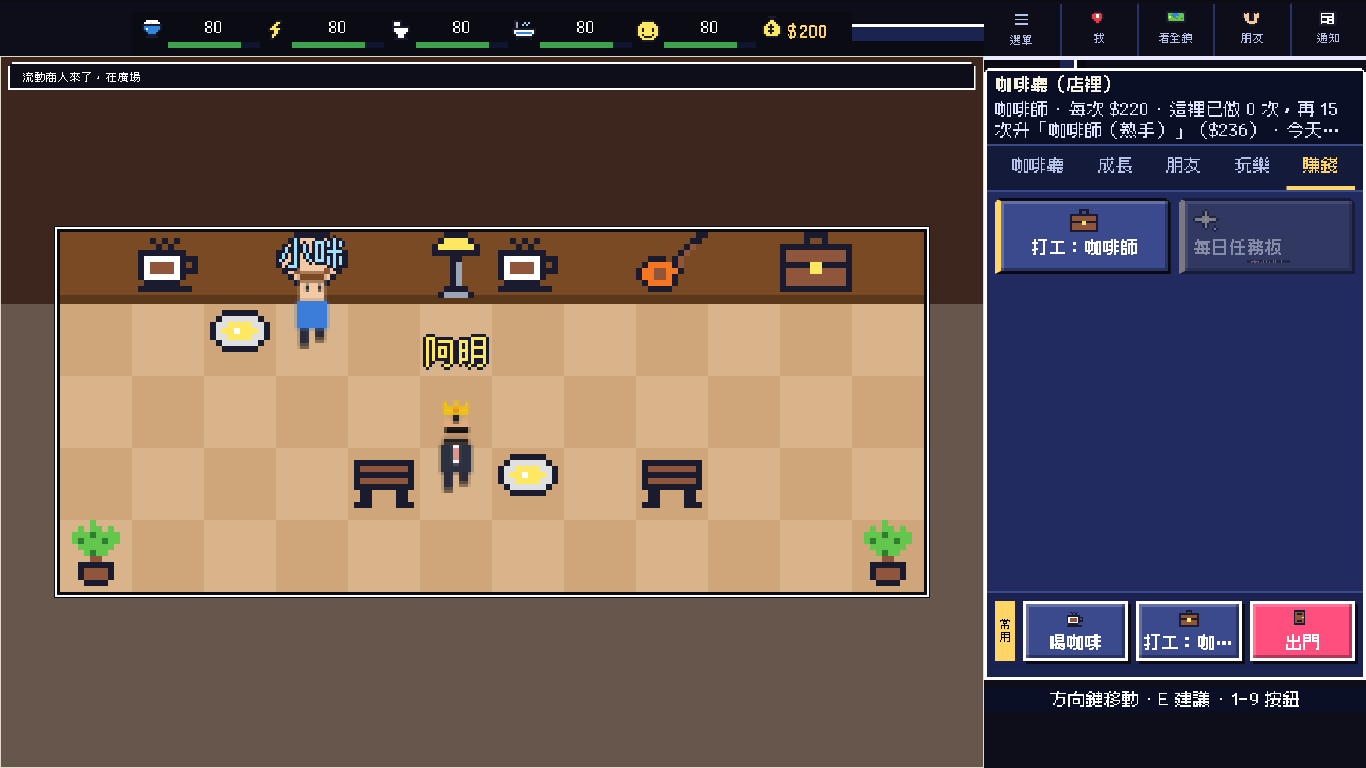 80
80
80
80
80
$200
選單
我
看全鎮
朋友
通知
流動商人來了，在廣場
咖啡廳（店裡）
咖啡師 · 每次 $220 · 這裡已做 0 次，再 15
次升「咖啡師（熟手）」（$236） · 今天…
咖啡廳
成長
朋友
玩樂
賺錢
打工：咖啡師
每日任務板
小咪
阿明
常用
喝咖啡
打工：咖…
出門
方向鍵移動 · E 建議 · 1-9 按鈕